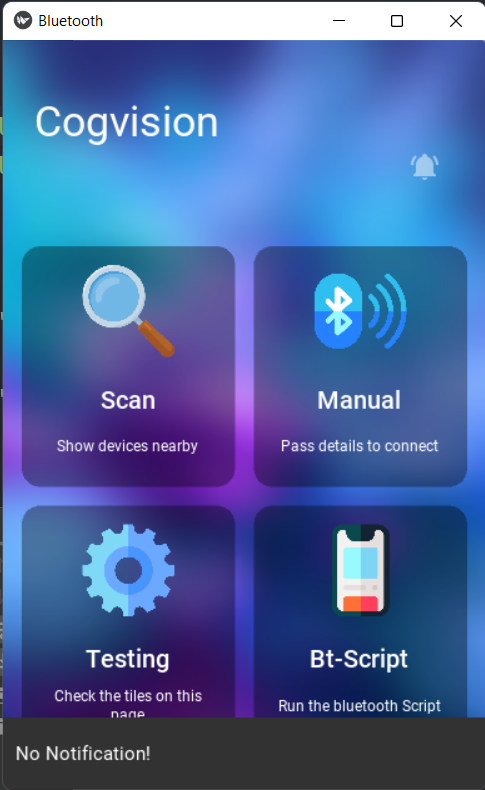 Bluetooth
Cogvision
Scan
Show devices nearby
Manual
Pass details to connect
Testing
Check the tiles on this
page
Bt-Script
Run the bluetooth Script
No Notification!